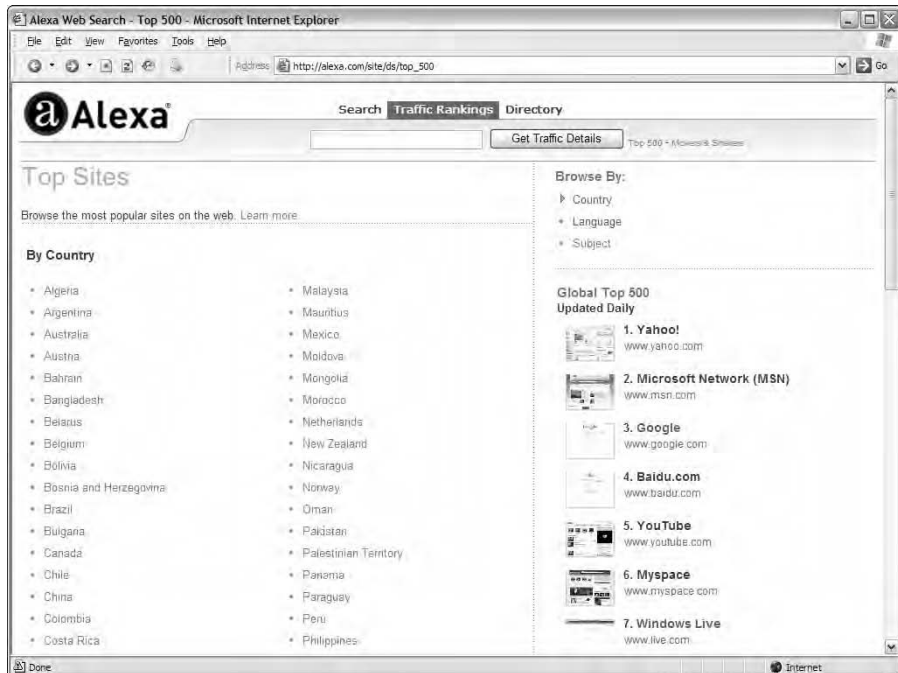 Alexa Web Search - Top 500 - Microsoft Internet Explorer
File Edit View Favorites Tools Help
Address http://alexa.com/site/ds/top_500 Go
a Alexa®
Search Traffic Rankings Directory
Get Traffic Details Top 500 - Movers & Shakers
Top Sites
Browse the most popular sites on the web. Learn more.
By Country
Algeria
Argentina
Australia
Austria
Bahrain
Bangladesh
Belarus
Belgium
Bolivia
Bosnia and Herzegovina
Brazil
Bulgaria
Canada
Chile
China
Colombia
Costa Rica
Malaysia
Mauritius
Mexico
Moldova
Mongolia
Morocco
Netherlands
New Zealand
Nicaragua
Norway
Oman
Pakistan
Palestinian Territory
Panama
Paraguay
Peru
Philippines
Browse By:
Country
Language
Subject
Global Top 500
Updated Daily
1. Yahoo!
www.yahoo.com
2. Microsoft Network (MSN)
www.msn.com
3. Google
www.google.com
4. Baidu.com
www.baidu.com
5. YouTube
www.youtube.com
6. Myspace
www.myspace.com
7. Windows Live
www.live.com
Done Internet